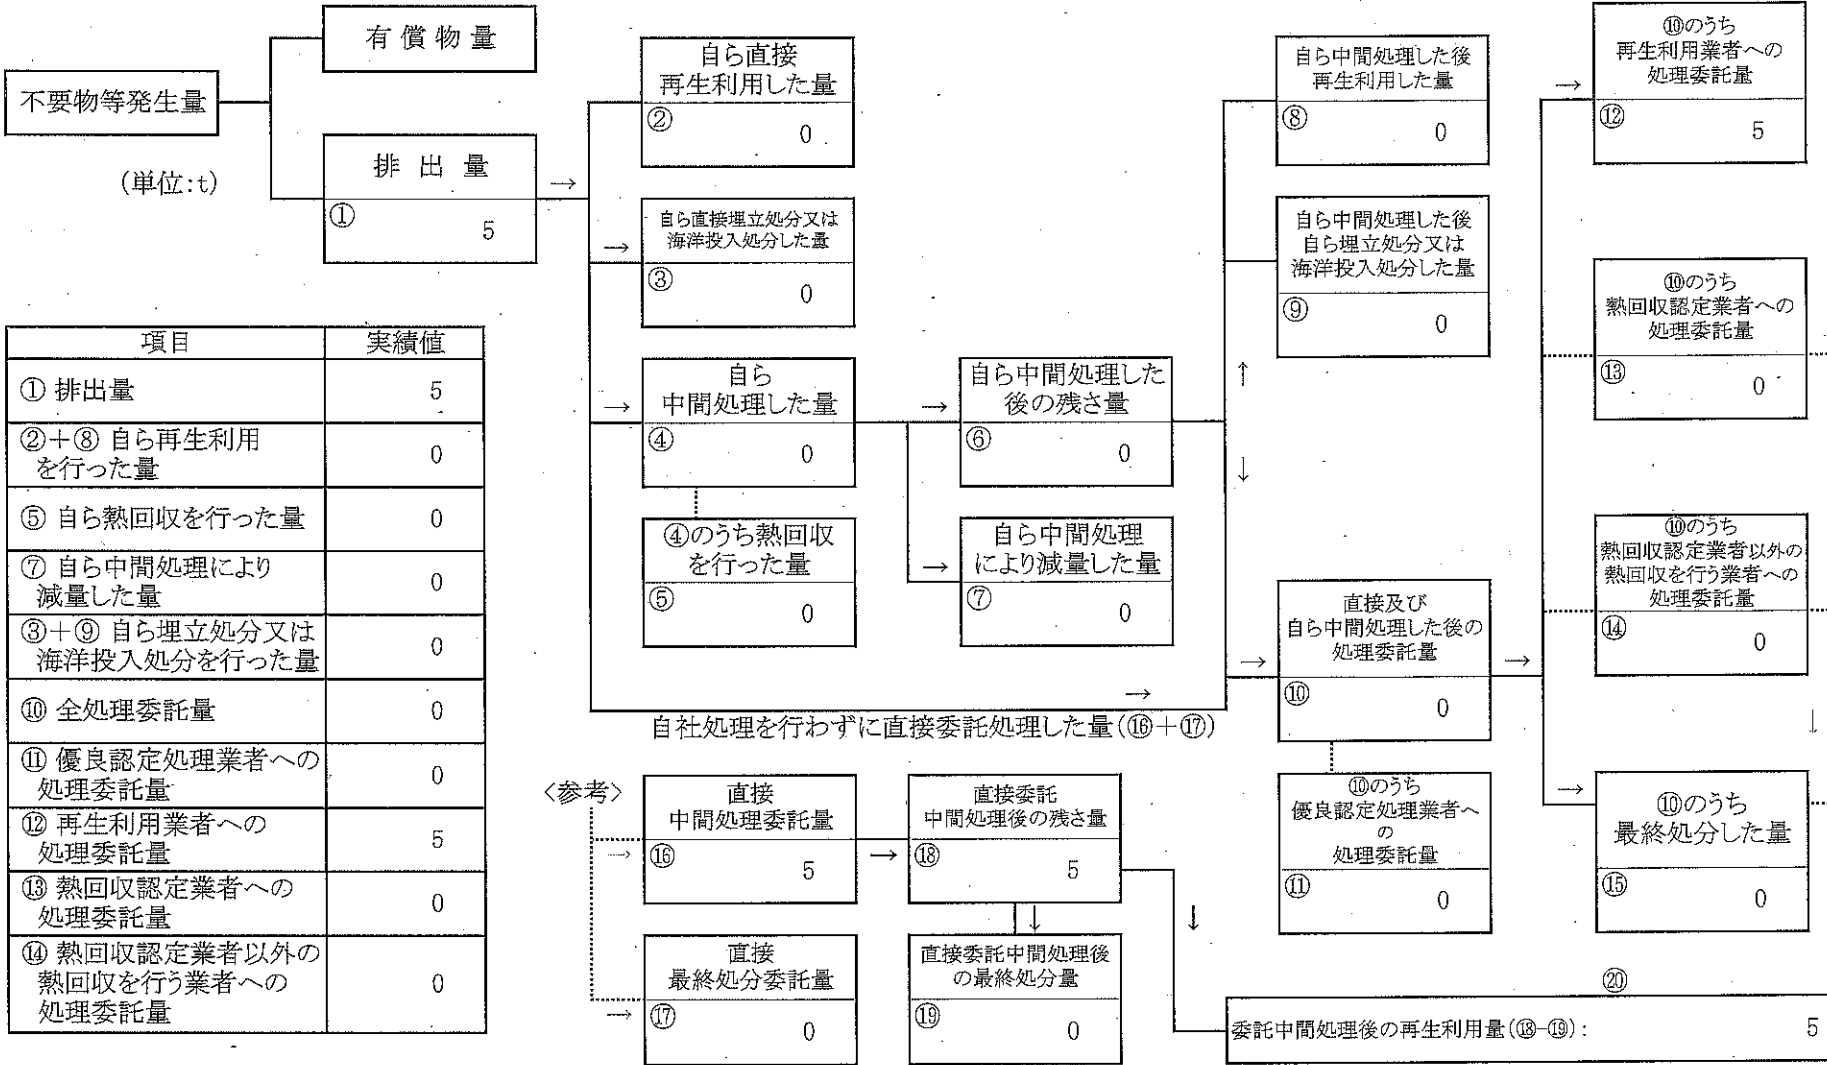 有償物量
不要物等発生量
(単位:t)
排出量
①
5
→
自ら直接
再生利用した量
②
0
→
自ら直接埋立処分又は
海洋投入処分した量
③
0
→
自ら
中間処理した量
④
0
④のうち熱回収
を行った量
⑤
0
→
自ら中間処理した
後の残さ量
⑥
0
→
自ら中間処理
により減量した量
⑦
0
↑
↓
自ら中間処理した後
再生利用した量
⑧
0
自ら中間処理した後
自ら埋立処分又は
海洋投入処分した量
⑨
0
→
自社処理を行わずに直接委託処理した量(⑯+⑰)
→
直接及び
自ら中間処理した後の
処理委託量
⑩
0
→
⑩のうち
優良認定処理業者へ
の
処理委託量
⑪
0
→
⑩のうち
再生利用業者への
処理委託量
⑫
5
⑩のうち
熱回収認定業者への
処理委託量
⑬
0
⑩のうち
熱回収認定業者以外の
熱回収を行う業者への
処理委託量
⑭
0
↓
→
⑩のうち
最終処分した量
⑮
0
〈参考〉
→
直接
中間処理委託量
⑯
5
→
直接委託
中間処理後の残さ量
⑱
5
→
直接
最終処分委託量
⑰
0
↓
直接委託中間処理後
の最終処分量
⑲
0
↓
⑳
委託中間処理後の再生利用量(⑱-⑲): 5
項目 実績値
① 排出量 5
②+⑧ 自ら再生利用
を行った量 0
⑤ 自ら熱回収を行った量 0
⑦ 自ら中間処理により
減量した量 0
③+⑨ 自ら埋立処分又は
海洋投入処分を行った量 0
⑩ 全処理委託量 0
⑪ 優良認定処理業者への
処理委託量 0
⑫ 再生利用業者への
処理委託量 5
⑬ 熱回収認定業者への
処理委託量 0
⑭ 熱回収認定業者以外の
熱回収を行う業者への
処理委託量 0